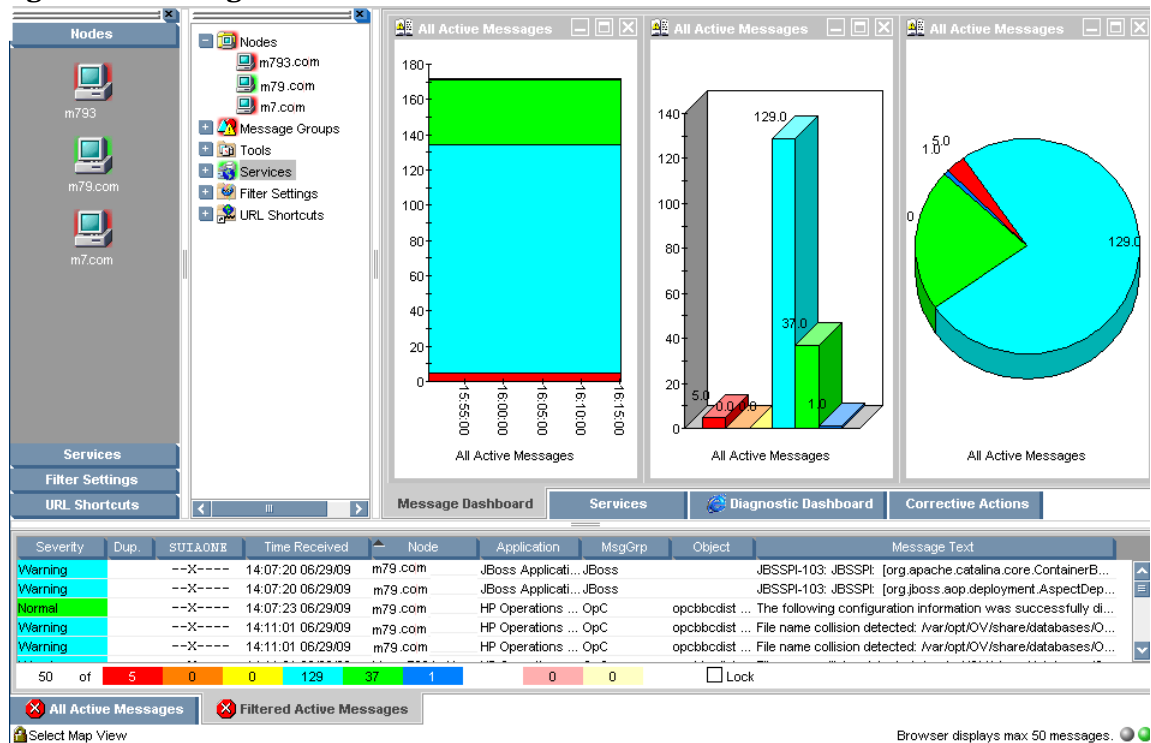 Nodes
m793
m79.com
m7.com
Services
Filter Settings
URL Shortcuts
Nodes
m793.com
m79.com
m7.com
Message Groups
Tools
Services
Filter Settings
URL Shortcuts
All Active Messages
180
160
140
120
100
80
60
40
20
0
15:55:00
16:00:00
16:05:00
16:10:00
16:15:00
All Active Messages
All Active Messages
140
120
100
80
60
40
20
0
5.0
0.0
0.0
129.0
37.0
1.0
All Active Messages
All Active Messages
1.0
5.0
0
129.0
All Active Messages
Message Dashboard Services Diagnostic Dashboard Corrective Actions
Severity Dup. SUIAONE Time Received Node Application MsgGrp Object Message Text
Warning --X---- 14:07:20 06/29/09 m79.com JBoss Applicati... JBoss JBSSPI-103: JBSSPI: [org.apache.catalina.core.ContainerB...
Warning --X---- 14:07:20 06/29/09 m79.com JBoss Applicati... JBoss JBSSPI-103: JBSSPI: [org.jboss.aop.deployment.AspectDep...
Normal --X---- 14:07:23 06/29/09 m79.com HP Operations ... OpC opcbbcdist ... The following configuration information was successfully di...
Warning --X---- 14:11:01 06/29/09 m79.com HP Operations ... OpC opcbbcdist ... File name collision detected: /var/opt/OV/share/databases/O...
Warning --X---- 14:11:01 06/29/09 m79.com HP Operations ... OpC opcbbcdist ... File name collision detected: /var/opt/OV/share/databases/O...
50 of 5 0 0 129 37 1 0 0 Lock
All Active Messages Filtered Active Messages
Select Map View Browser displays max 50 messages.